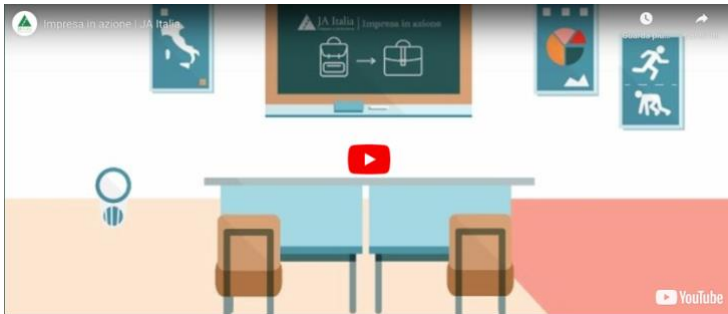 Impresa in azione | JA Italia
JA Italia | Impresa in azione
YouTube